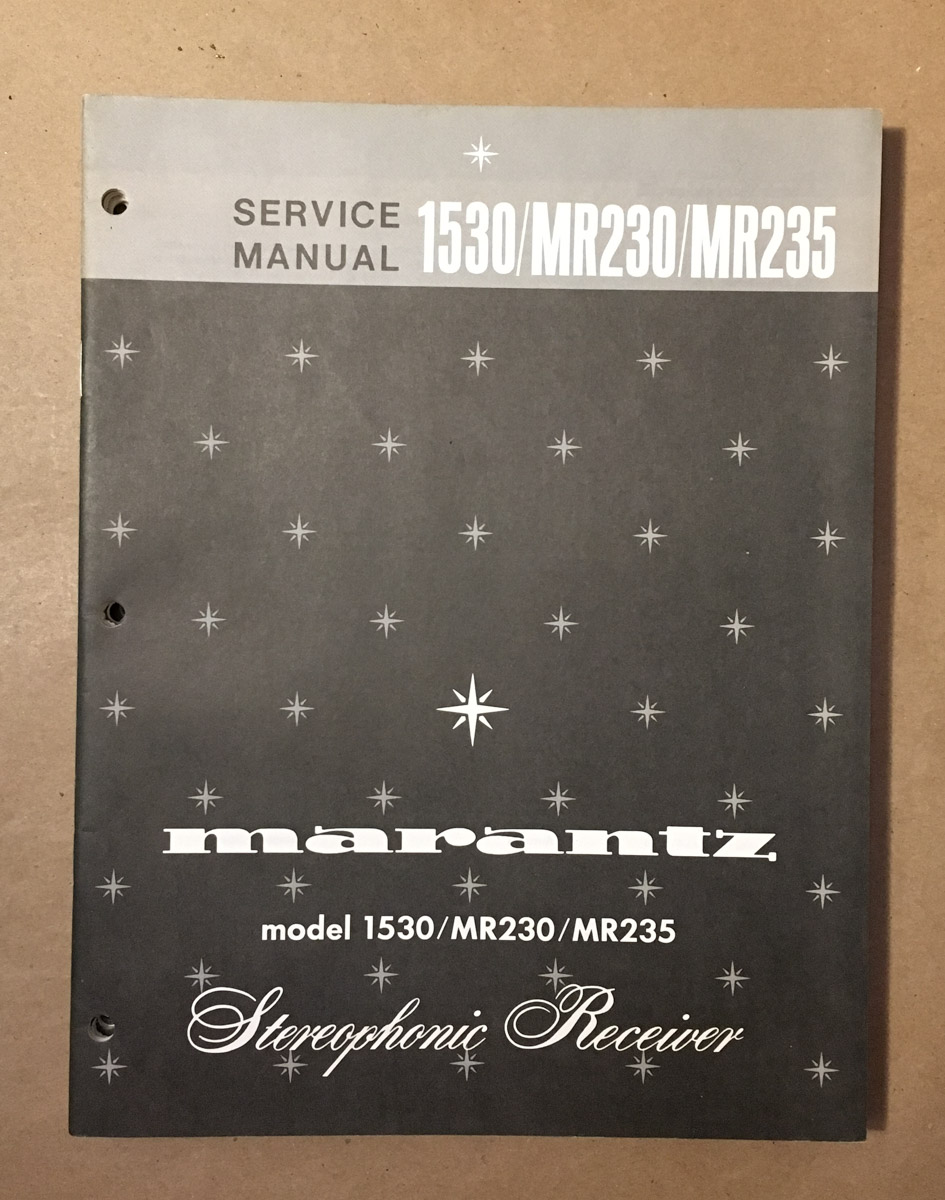 SERVICE
MANUAL 1530/MR230/MR235
marantz
model 1530/MR230/MR235
Stereophonic Receiver